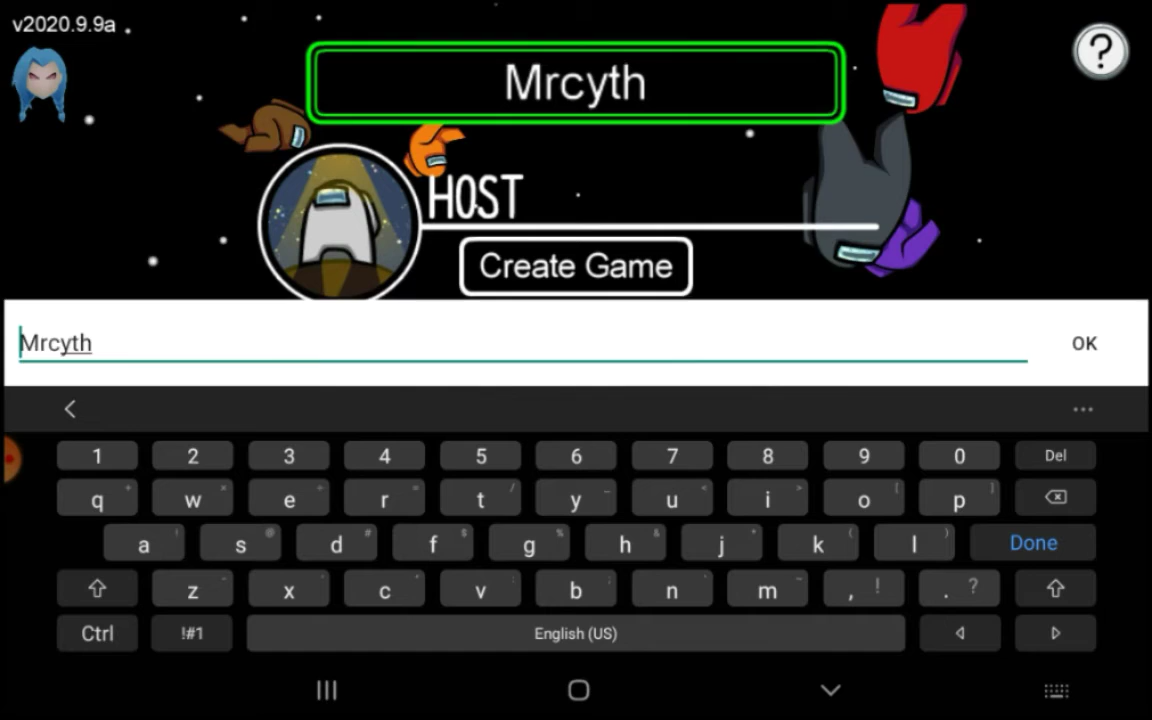 v2020.9.9a
?
Mrcyth
HOST
Create Game
Mrcyth OK
1 2 3 4 5 6 7 8 9 0 Del
q w e r t y u i o p
a s d f g h j k l Done
z x c v b n m , ! . ?
Ctrl !#1 English (US)